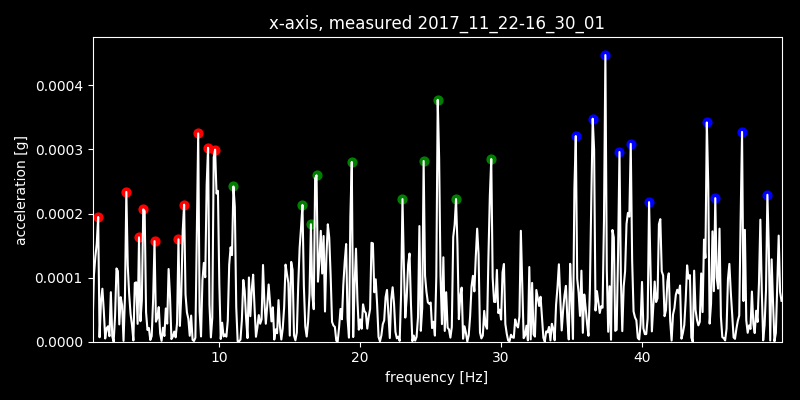 x-axis, measured 2017_11_22-16_30_01
acceleration [g]
0.0004
0.0003
0.0002
0.0001
0.0000
10 20 30 40
frequency [Hz]